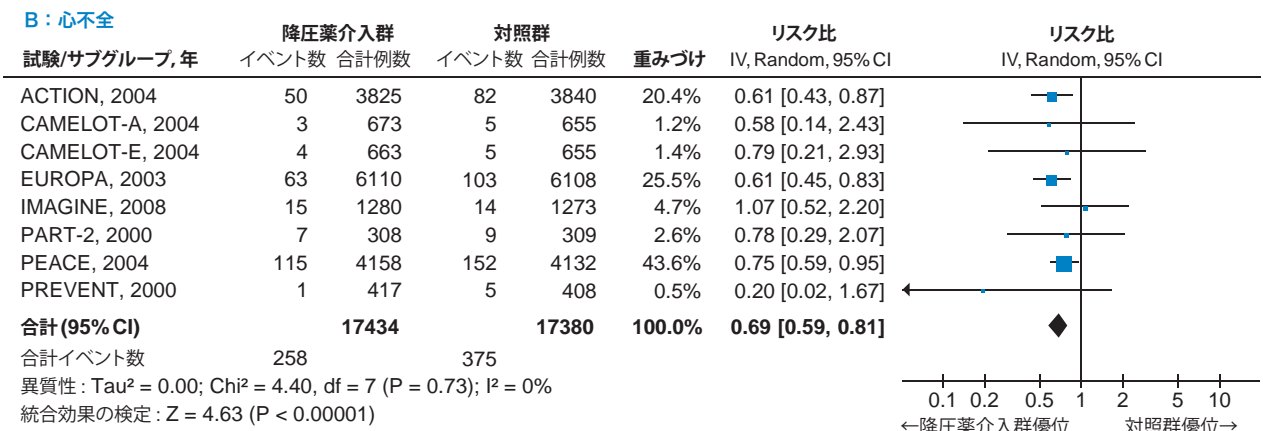 B：心不全
降圧薬介入群 対照群 リスク比 リスク比
試験/サブグループ, 年 イベント数 合計例数 イベント数 合計例数 重みづけ IV, Random, 95% CI IV, Random, 95% CI
ACTION, 2004 50 3825 82 3840 20.4% 0.61 [0.43, 0.87]
CAMELOT-A, 2004 3 673 5 655 1.2% 0.58 [0.14, 2.43]
CAMELOT-E, 2004 4 663 5 655 1.4% 0.79 [0.21, 2.93]
EUROPA, 2003 63 6110 103 6108 25.5% 0.61 [0.45, 0.83]
IMAGINE, 2008 15 1280 14 1273 4.7% 1.07 [0.52, 2.20]
PART-2, 2000 7 308 9 309 2.6% 0.78 [0.29, 2.07]
PEACE, 2004 115 4158 152 4132 43.6% 0.75 [0.59, 0.95]
PREVENT, 2000 1 417 5 408 0.5% 0.20 [0.02, 1.67]
合計 (95% CI) 17434 17380 100.0% 0.69 [0.59, 0.81]
合計イベント数 258 375
異質性 : Tau² = 0.00; Chi² = 4.40, df = 7 (P = 0.73); I² = 0%
統合効果の検定 : Z = 4.63 (P < 0.00001)
0.1 0.2 0.5 1 2 5 10
←降圧薬介入群優位 対照群優位→